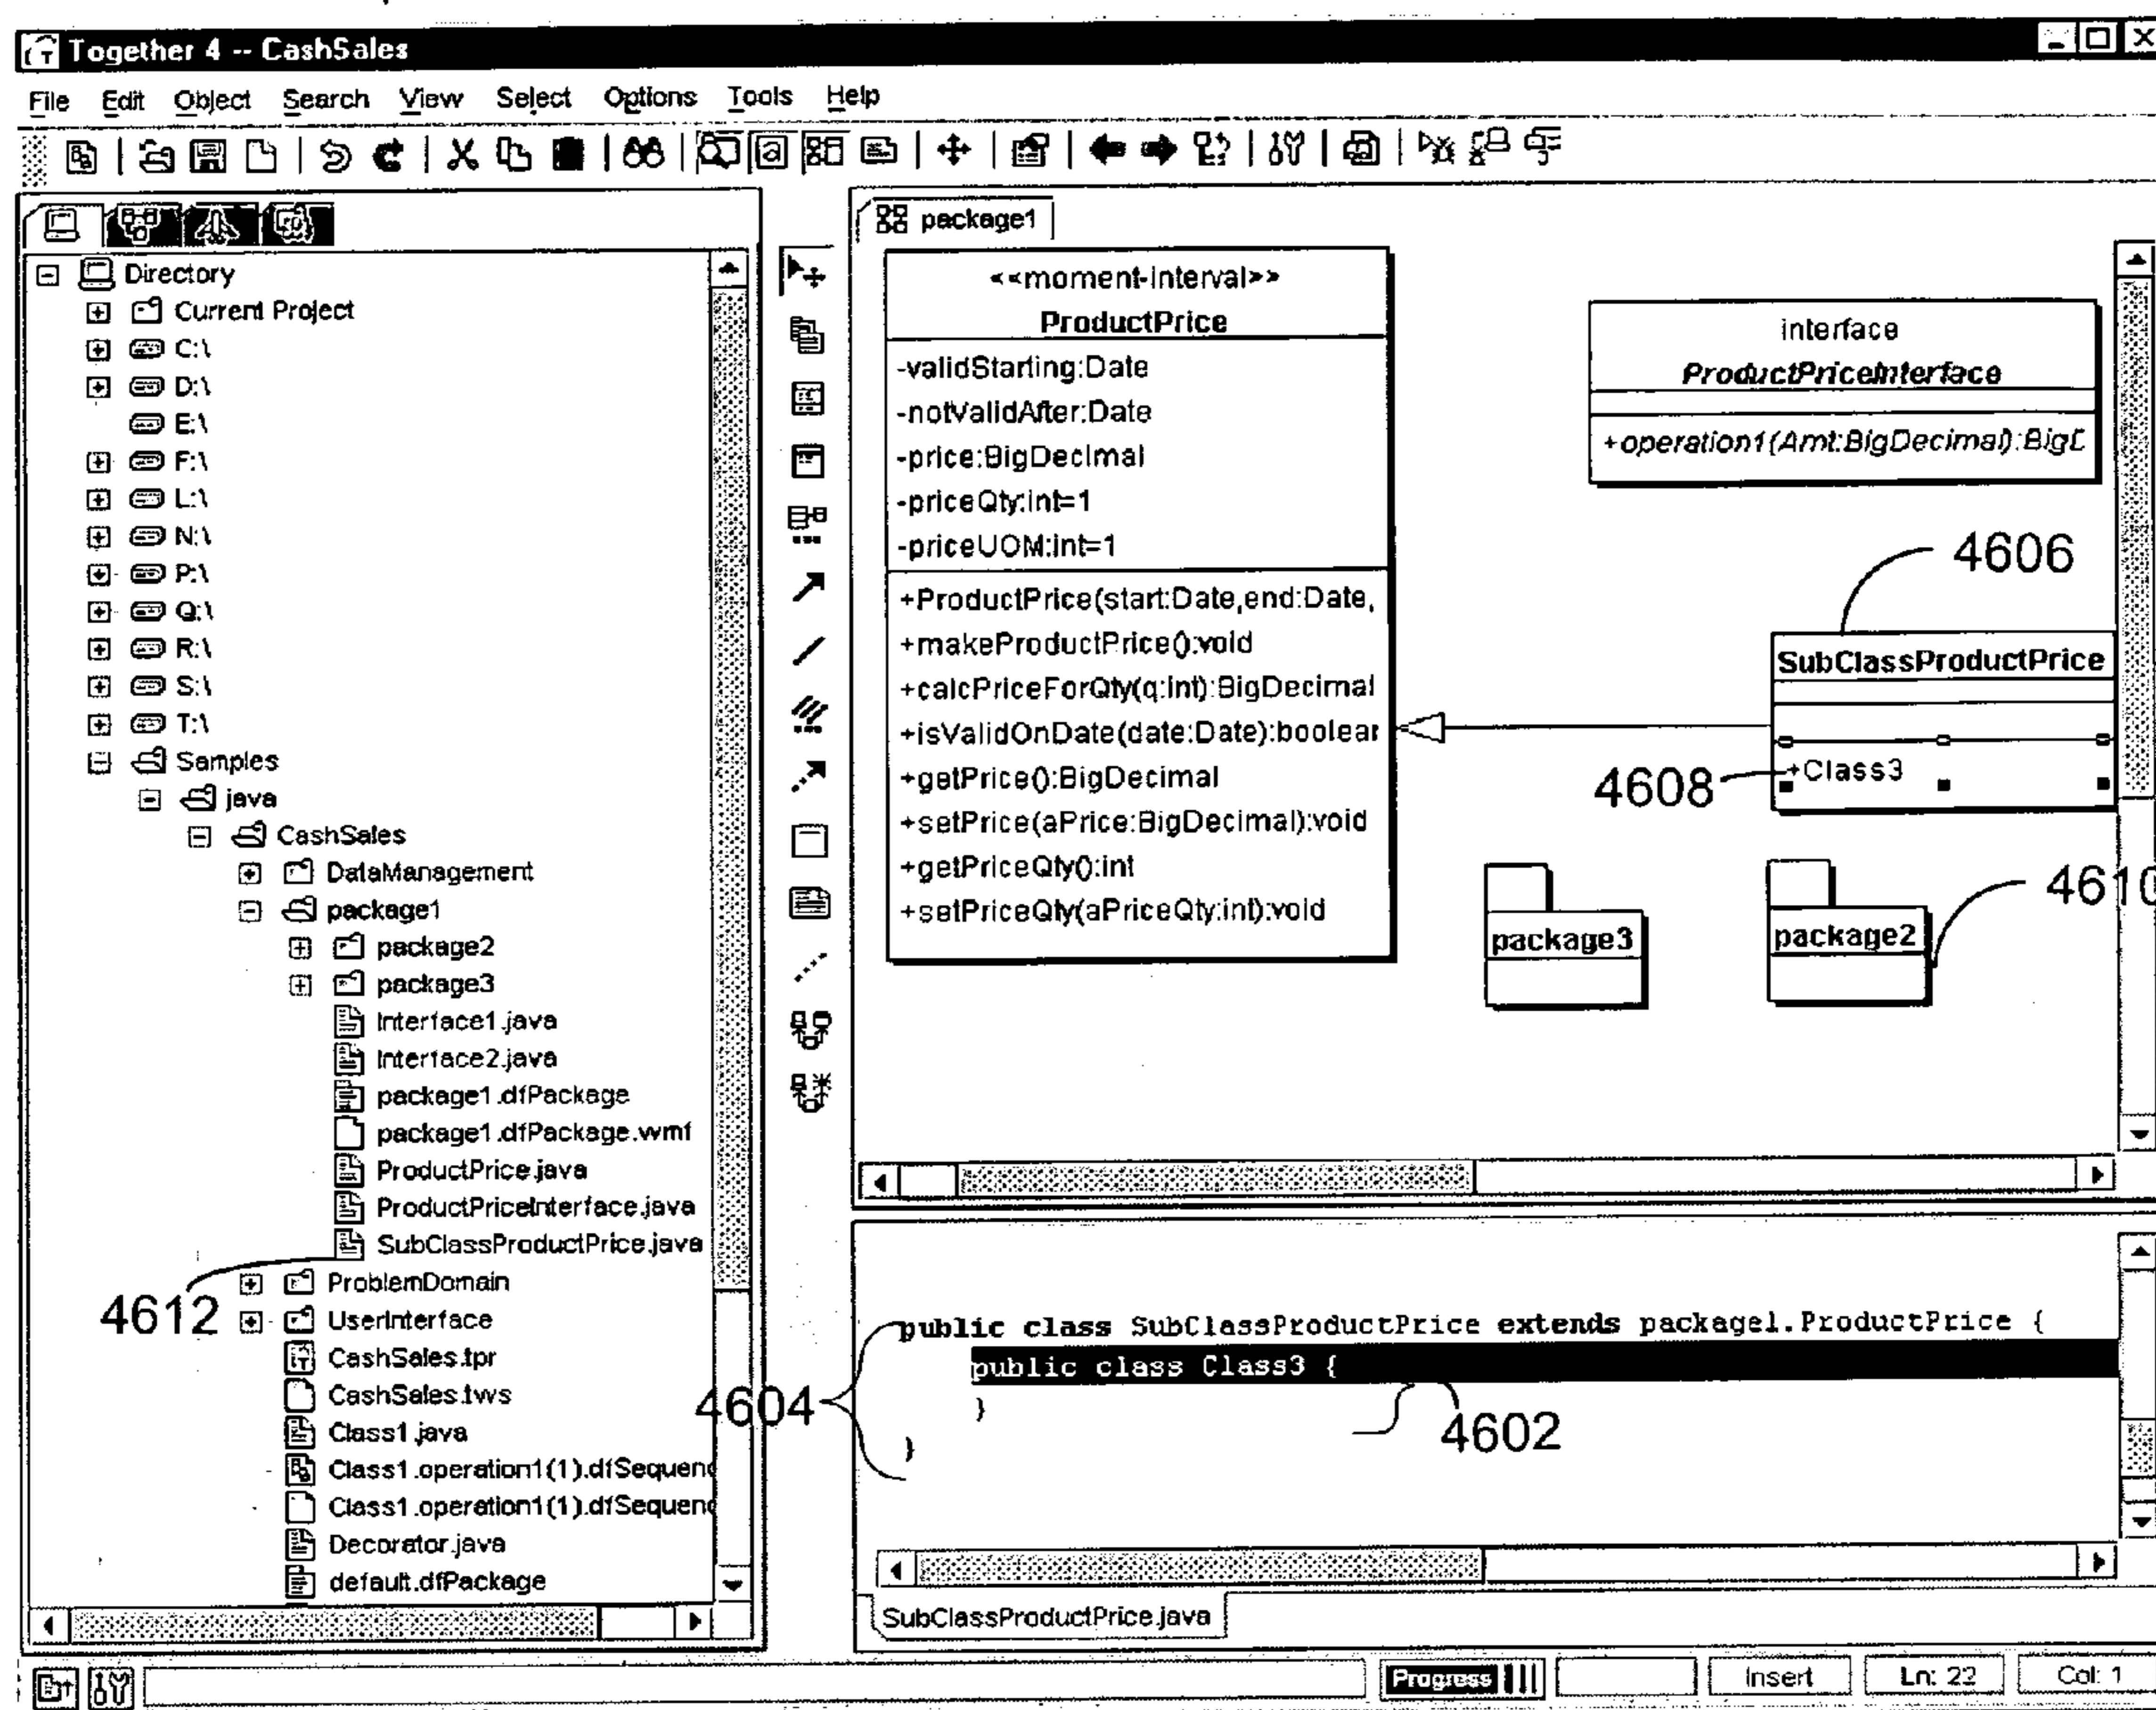 Together 4 -- CashSales
File Edit Object Search View Select Options Tools Help
Directory
Current Project
C:\
D:\
E:\
F:\
L:\
N:\
P:\
Q:\
R:\
S:\
T:\
Samples
java
CashSales
DataManagement
package1
package2
package3
Interface1.java
Interface2.java
package1.dfPackage
package1.dfPackage.wmf
ProductPrice.java
ProductPriceInterface.java
SubClassProductPrice.java
4612
ProblemDomain
UserInterface
CashSales.tpr
CashSales.tws
Class1.java
Class1.operation1(1).dfSequenc
Class1.operation1(1).dfSequenc
Decorator.java
default.dfPackage
package1
<<moment-interval>>
ProductPrice
-validStarting:Date
-notValidAfter:Date
-price:BigDecimal
-priceQty:int=1
-priceUOM:int=1
+ProductPrice(start:Date,end:Date,
+makeProductPrice():void
+calcPriceForQty(q:int):BigDecimal
+isValidOnDate(date:Date):boolear
+getPrice():BigDecimal
+setPrice(aPrice:BigDecimal):void
+getPriceQty():int
+setPriceQty(aPriceQty:int):void
interface
ProductPriceInterface
+operation1(Amt:BigDecimal):BigD
4606
SubClassProductPrice
4608
+Class3
4610
package3
package2
public class SubClassProductPrice extends package1.ProductPrice {
public class Class3 {
}
}
4604
4602
SubClassProductPrice.java
Progress
Insert
Ln: 22
Col: 1